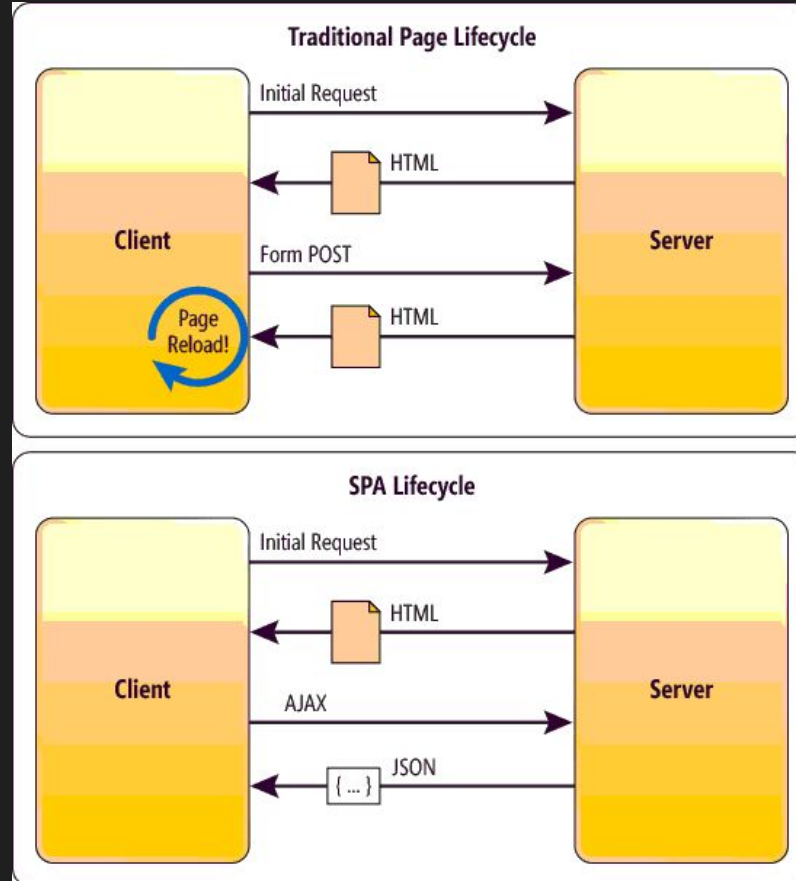 Traditional Page Lifecycle
Initial Request
HTML
Client
Server
Form POST
HTML
Page
Reload!
SPA Lifecycle
Initial Request
HTML
Client
Server
AJAX
JSON
{ ... }